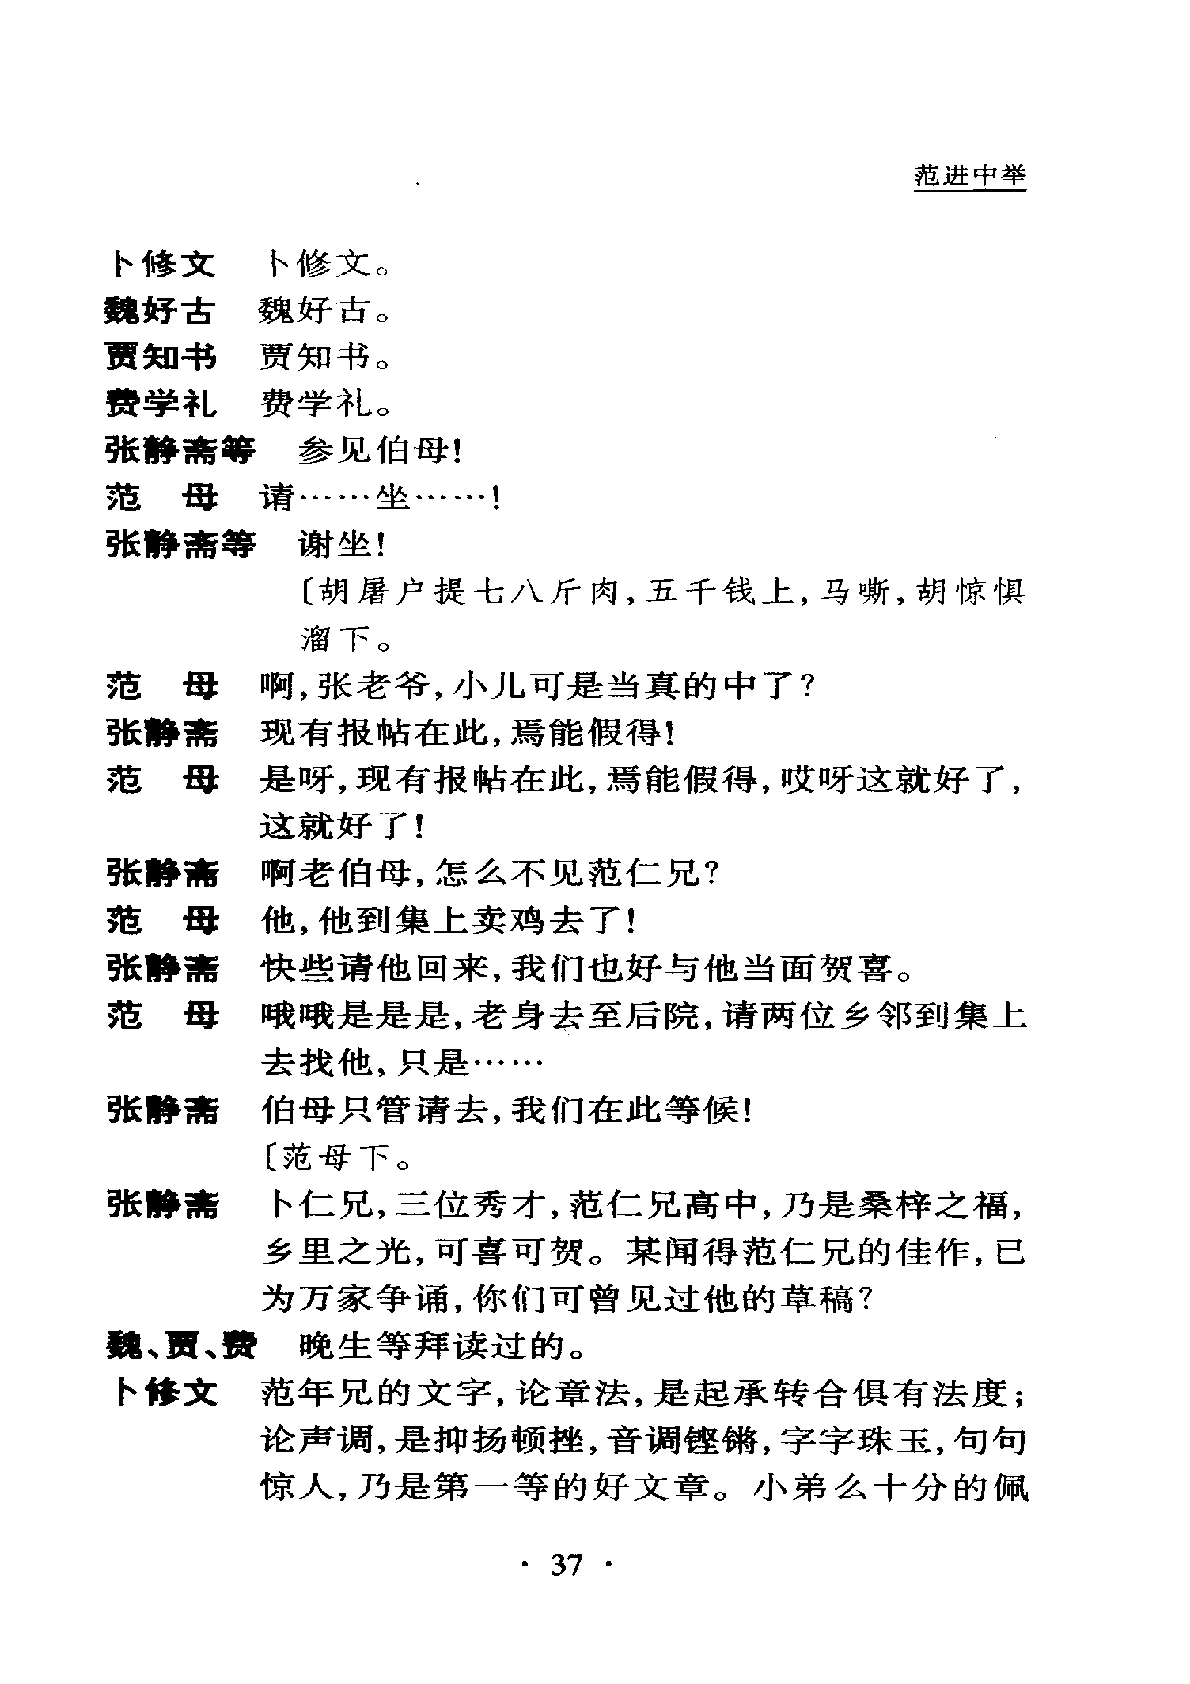 范进中举
卜修文　卜修文。
魏好古　魏好古。
贾知书　贾知书。
费学礼　费学礼。
张静斋等　参见伯母!
范　母　请……坐……!
张静斋等　谢坐!
〔胡屠户提七八斤肉,五千钱上,马嘶,胡惊惧
溜下。
范　母　啊,张老爷,小儿可是当真的中了?
张静斋　现有报帖在此,焉能假得!
范　母　是呀,现有报帖在此,焉能假得,哎呀这就好了,
这就好了!
张静斋　啊老伯母,怎么不见范仁兄?
范　母　他,他到集上卖鸡去了!
张静斋　快些请他回来,我们也好与他当面贺喜。
范　母　哦哦是是是,老身去至后院,请两位乡邻到集上
去找他,只是……
张静斋　伯母只管请去,我们在此等候!
〔范母下。
张静斋　卜仁兄,三位秀才,范仁兄高中,乃是桑梓之福,
乡里之光,可喜可贺。某闻得范仁兄的佳作,已
为万家争诵,你们可曾见过他的草稿?
魏、贾、费　晚生等拜读过的。
卜修文　范年兄的文字,论章法,是起承转合俱有法度;
论声调,是抑扬顿挫,音调铿锵,字字珠玉,句句
惊人,乃是第一等的好文章。小弟么十分的佩
· 37 ·